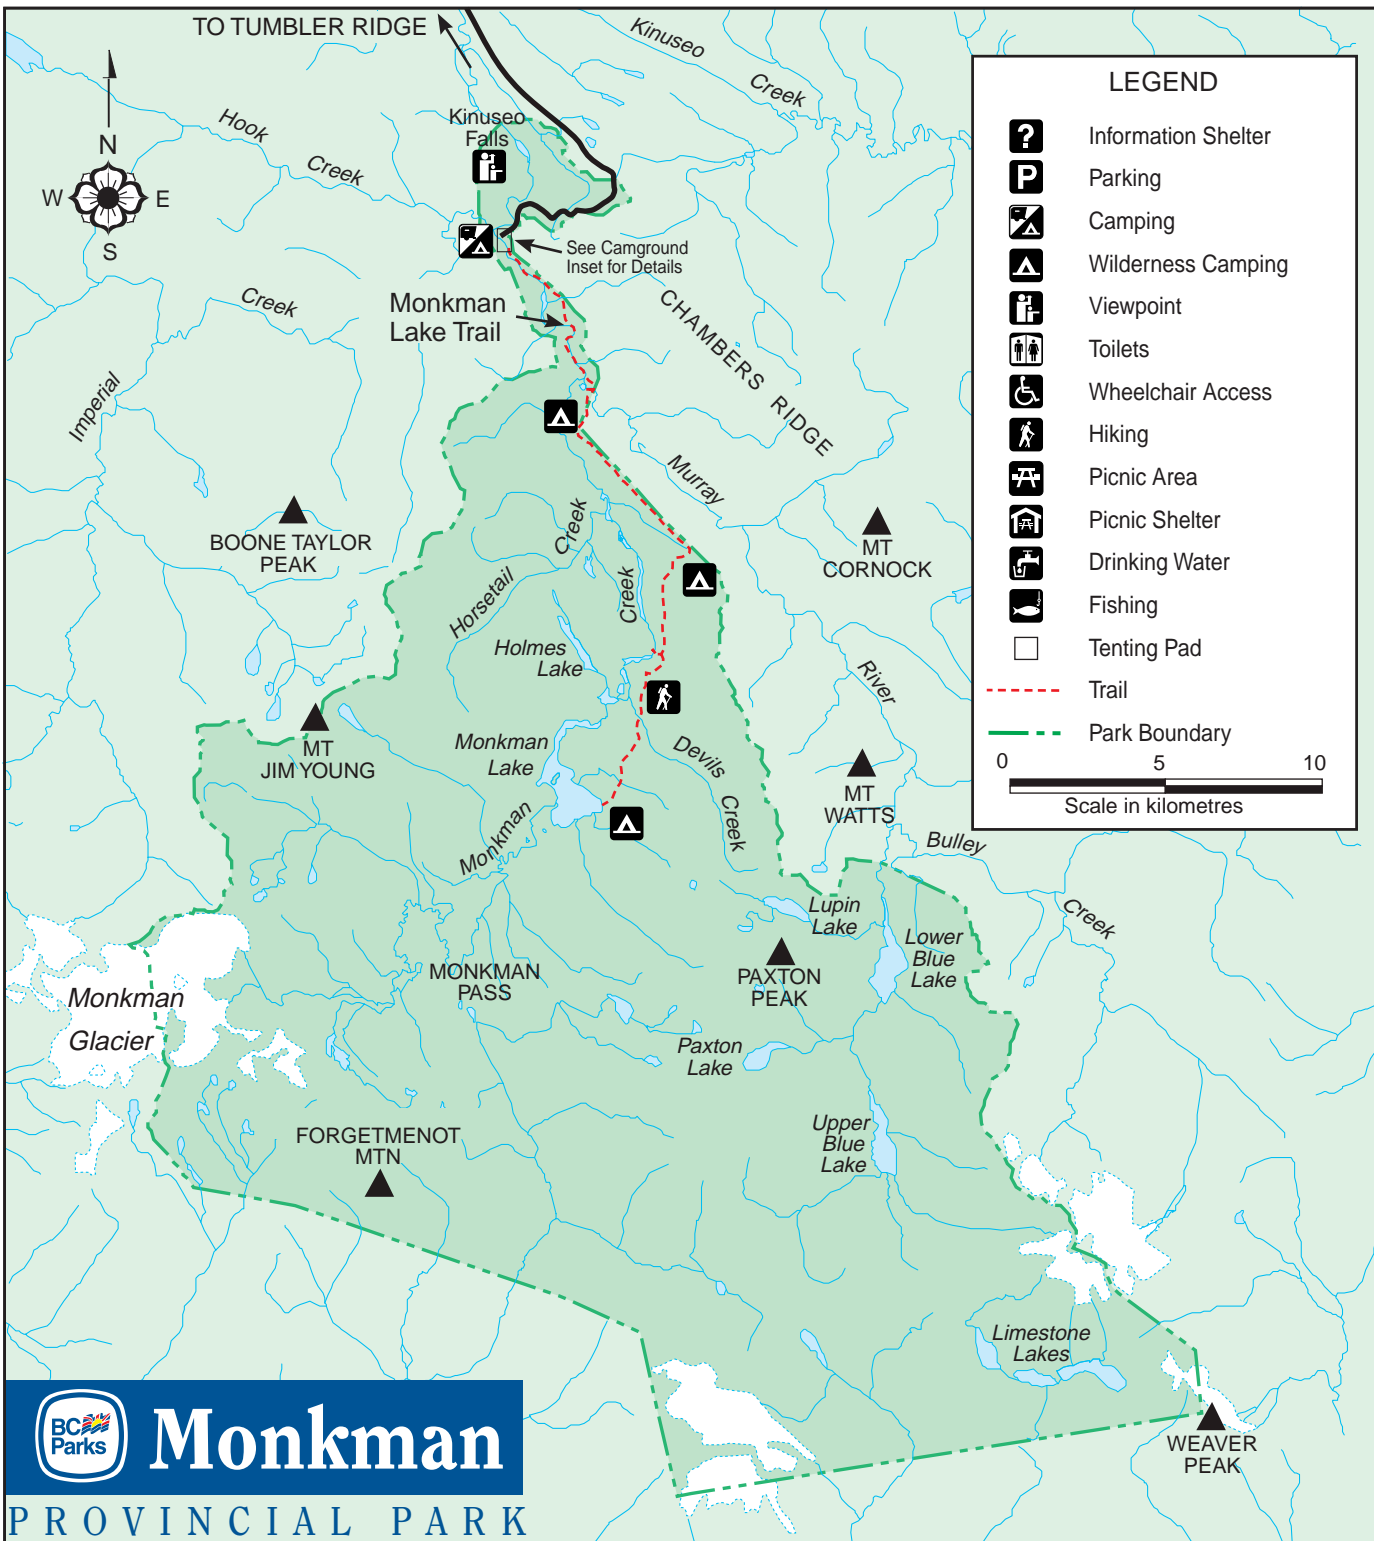 TO TUMBLER RIDGE
Kinuseo
Creek
Kinuseo
Falls
Hook
Creek
N
W
E
S
See Camground
Inset for Details
Creek
Imperial
Monkman
Lake Trail
CHAMBERS RIDGE
Murray
River
BOONE TAYLOR
PEAK
MT
CORNOCK
Creek
Horsetail
Creek
Holmes
Lake
MT
JIM YOUNG
Monkman
Lake
Devils
Creek
MT
WATTS
Monkman
Bulley
Creek
Lupin
Lake
Lower
Blue
Lake
MONKMAN
PASS
PAXTON
PEAK
Monkman
Glacier
Paxton
Lake
FORGETMENOT
MTN
Upper
Blue
Lake
Limestone
Lakes
WEAVER
PEAK
LEGEND
?
Information Shelter
P
Parking
Camping
Wilderness Camping
Viewpoint
Toilets
Wheelchair Access
Hiking
Picnic Area
Picnic Shelter
Drinking Water
Fishing
Tenting Pad
Trail
Park Boundary
0 5 10
Scale in kilometres
BC
Parks
Monkman
PROVINCIAL PARK